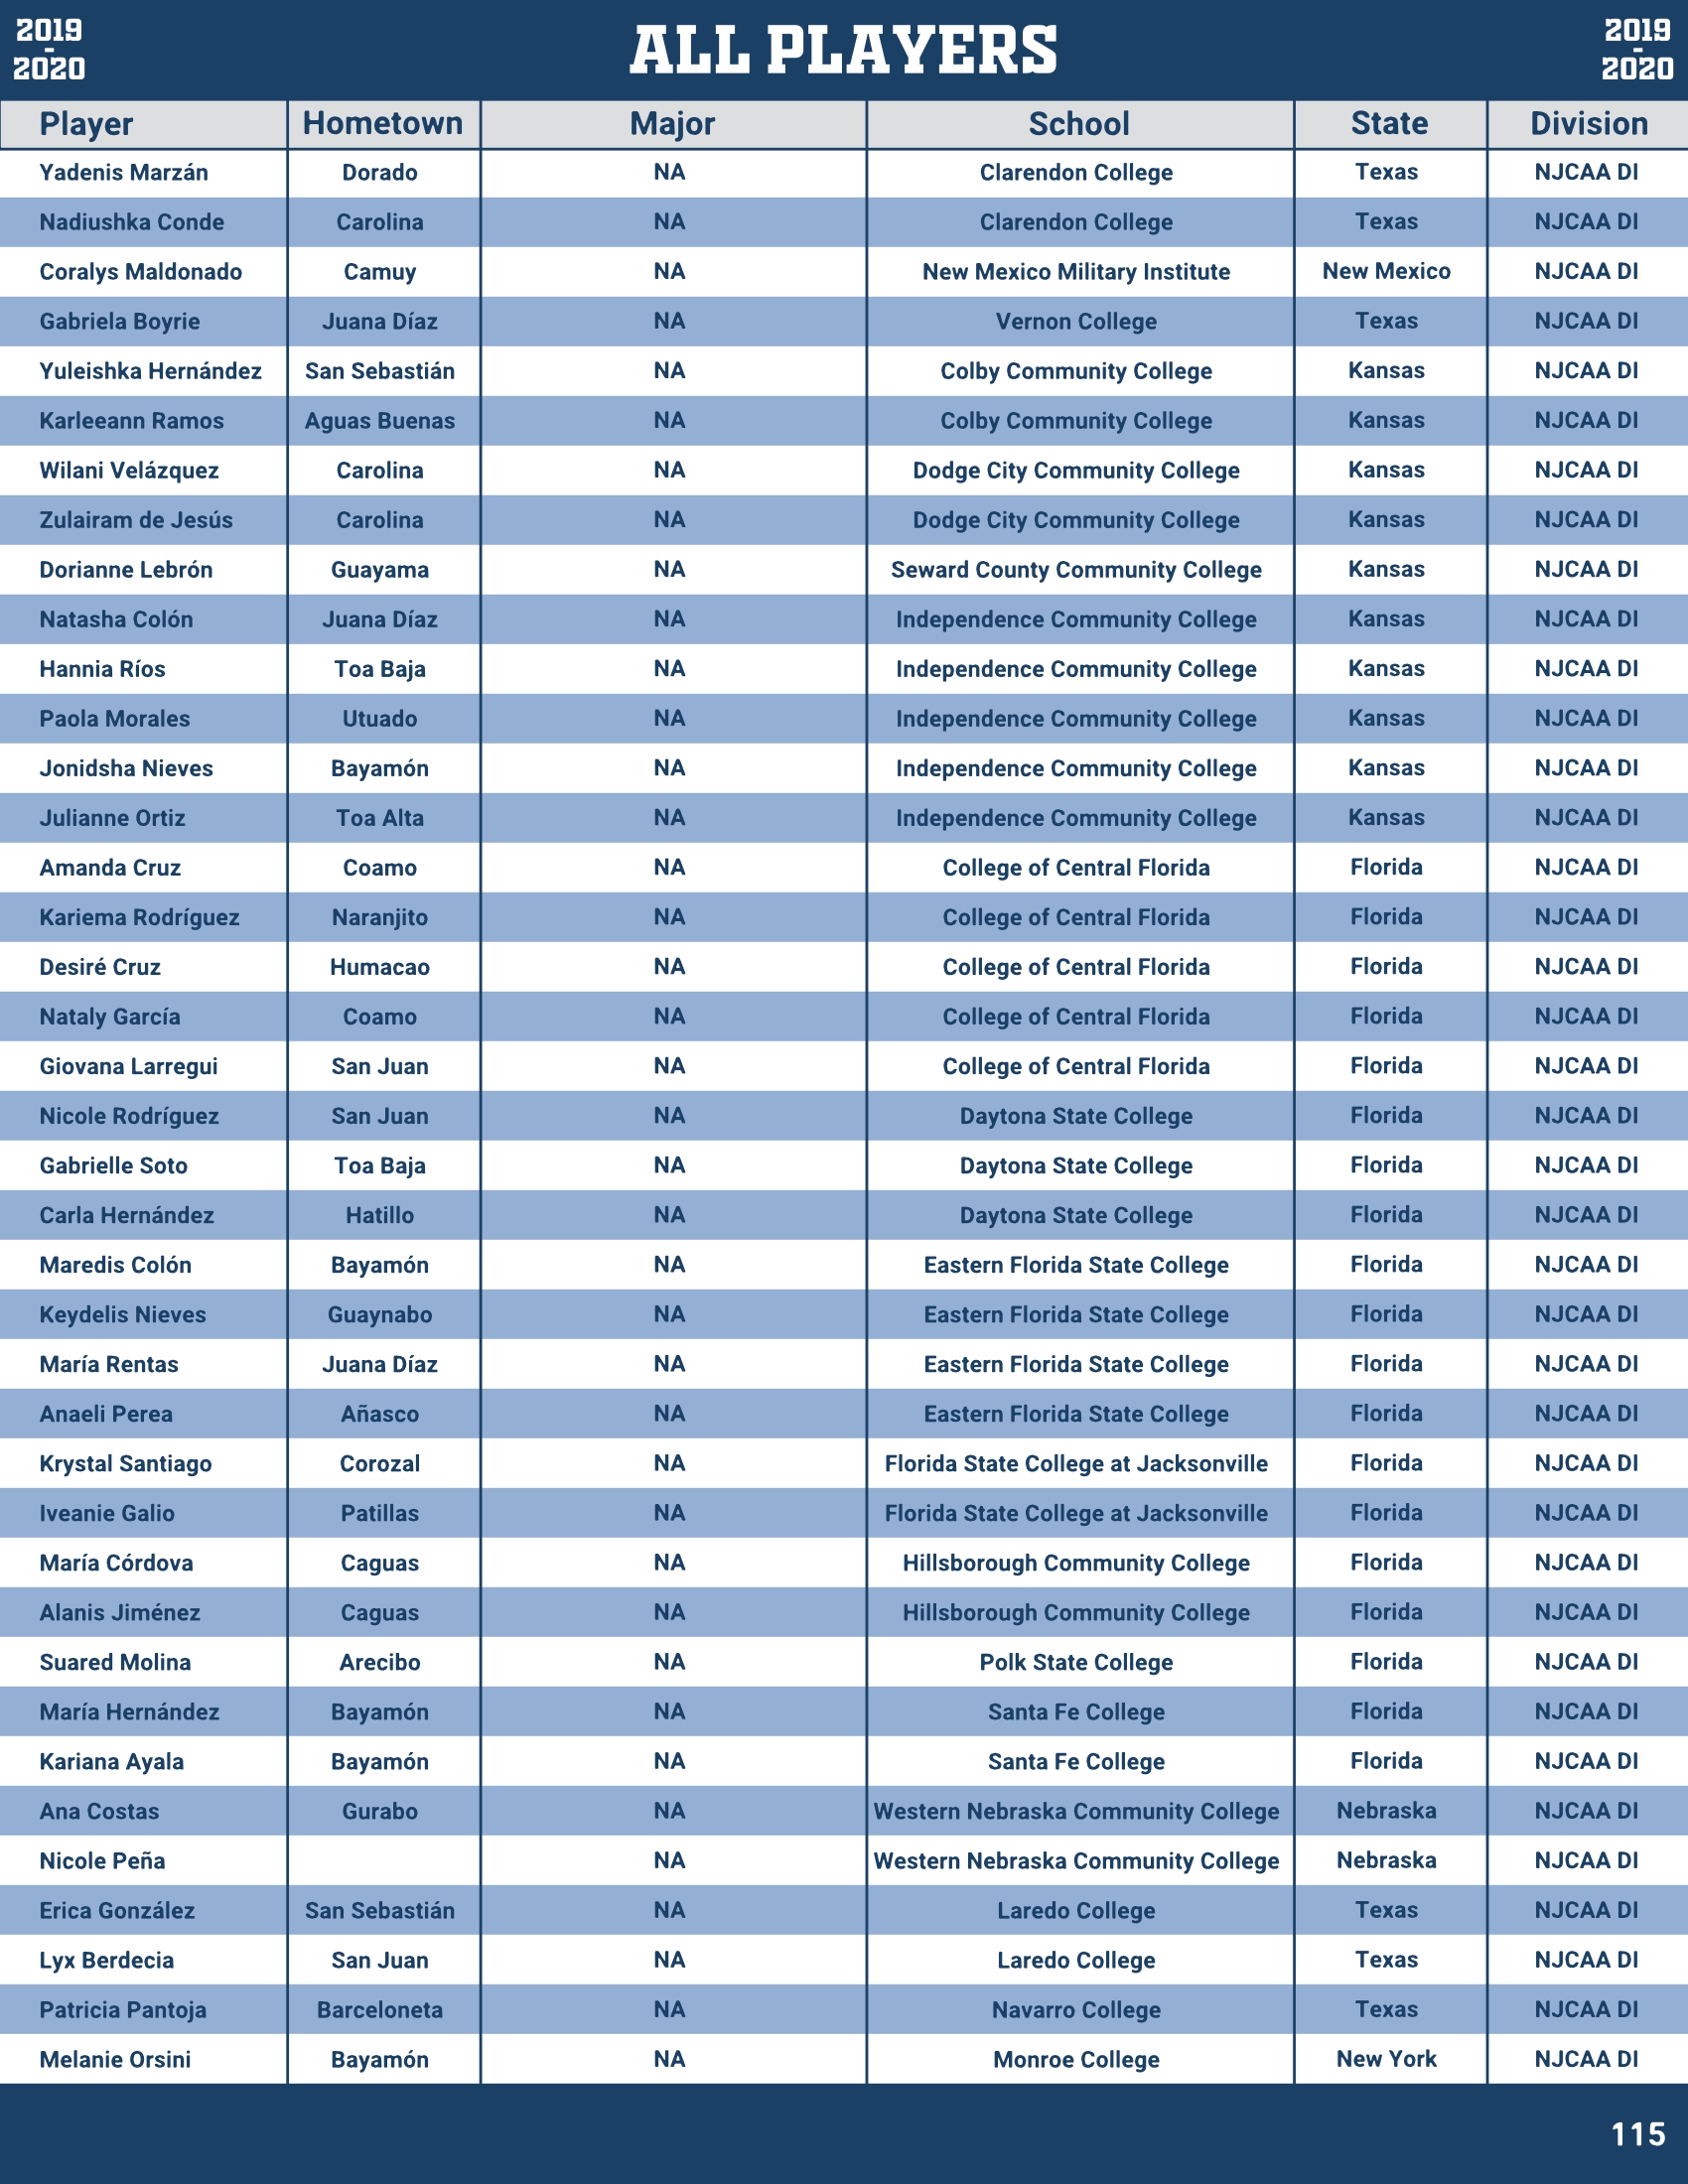 2019
-
2020
ALL PLAYERS
2019
-
2020
Player Hometown Major School State Division
Yadenis Marzán Dorado NA Clarendon College Texas NJCAA DI
Nadiushka Conde Carolina NA Clarendon College Texas NJCAA DI
Coralys Maldonado Camuy NA New Mexico Military Institute New Mexico NJCAA DI
Gabriela Boyrie Juana Díaz NA Vernon College Texas NJCAA DI
Yuleishka Hernández San Sebastián NA Colby Community College Kansas NJCAA DI
Karleeann Ramos Aguas Buenas NA Colby Community College Kansas NJCAA DI
Wilani Velázquez Carolina NA Dodge City Community College Kansas NJCAA DI
Zulairam de Jesús Carolina NA Dodge City Community College Kansas NJCAA DI
Dorianne Lebrón Guayama NA Seward County Community College Kansas NJCAA DI
Natasha Colón Juana Díaz NA Independence Community College Kansas NJCAA DI
Hannia Ríos Toa Baja NA Independence Community College Kansas NJCAA DI
Paola Morales Utuado NA Independence Community College Kansas NJCAA DI
Jonidsha Nieves Bayamón NA Independence Community College Kansas NJCAA DI
Julianne Ortiz Toa Alta NA Independence Community College Kansas NJCAA DI
Amanda Cruz Coamo NA College of Central Florida Florida NJCAA DI
Kariema Rodríguez Naranjito NA College of Central Florida Florida NJCAA DI
Desiré Cruz Humacao NA College of Central Florida Florida NJCAA DI
Nataly García Coamo NA College of Central Florida Florida NJCAA DI
Giovana Larregui San Juan NA College of Central Florida Florida NJCAA DI
Nicole Rodríguez San Juan NA Daytona State College Florida NJCAA DI
Gabrielle Soto Toa Baja NA Daytona State College Florida NJCAA DI
Carla Hernández Hatillo NA Daytona State College Florida NJCAA DI
Maredis Colón Bayamón NA Eastern Florida State College Florida NJCAA DI
Keydelis Nieves Guaynabo NA Eastern Florida State College Florida NJCAA DI
María Rentas Juana Díaz NA Eastern Florida State College Florida NJCAA DI
Anaeli Perea Añasco NA Eastern Florida State College Florida NJCAA DI
Krystal Santiago Corozal NA Florida State College at Jacksonville Florida NJCAA DI
Iveanie Galio Patillas NA Florida State College at Jacksonville Florida NJCAA DI
María Córdova Caguas NA Hillsborough Community College Florida NJCAA DI
Alanis Jiménez Caguas NA Hillsborough Community College Florida NJCAA DI
Suared Molina Arecibo NA Polk State College Florida NJCAA DI
María Hernández Bayamón NA Santa Fe College Florida NJCAA DI
Kariana Ayala Bayamón NA Santa Fe College Florida NJCAA DI
Ana Costas Gurabo NA Western Nebraska Community College Nebraska NJCAA DI
Nicole Peña NA Western Nebraska Community College Nebraska NJCAA DI
Erica González San Sebastián NA Laredo College Texas NJCAA DI
Lyx Berdecia San Juan NA Laredo College Texas NJCAA DI
Patricia Pantoja Barceloneta NA Navarro College Texas NJCAA DI
Melanie Orsini Bayamón NA Monroe College New York NJCAA DI
115